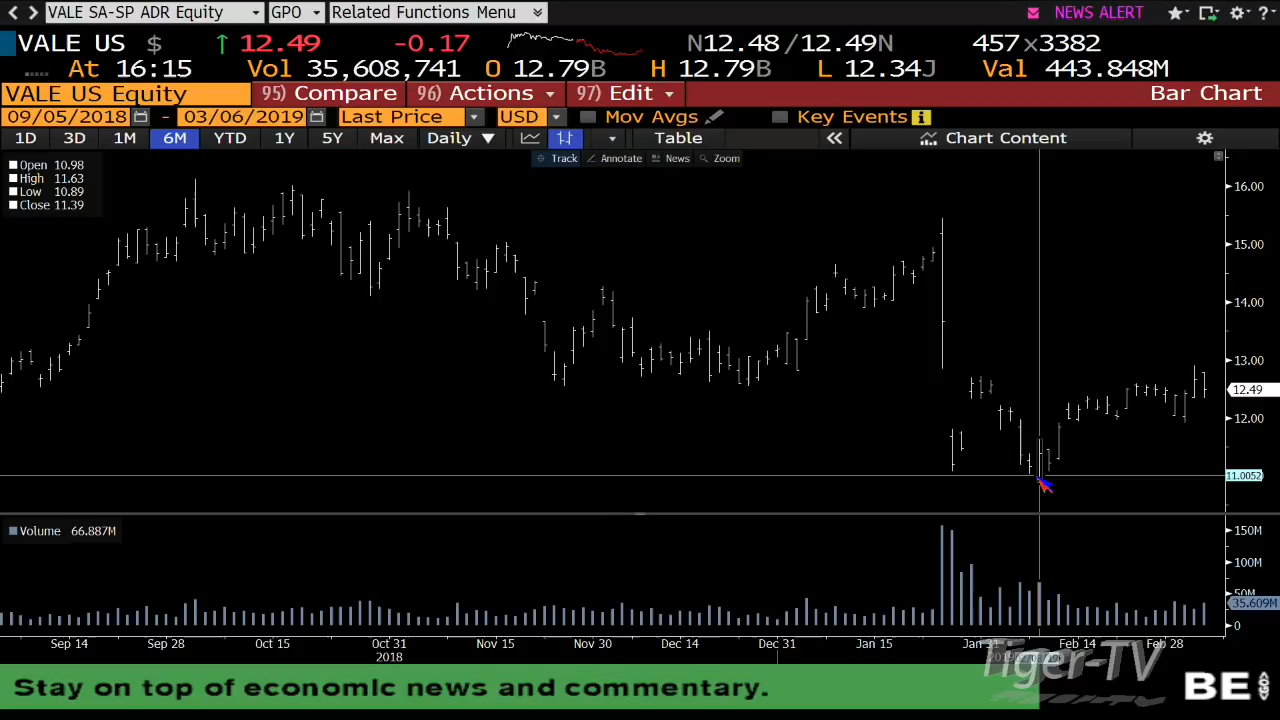 VALE SA-SP ADR Equity GPO Related Functions Menu NEWS ALERT ?
VALE US $ 12.49 -0.17 N12.48 /12.49N 457x3382
At 16:15 Vol 35,608,741 O 12.79B H 12.79B L 12.34J Val 443.848M
VALE US Equity 95) Compare 96) Actions 97) Edit Bar Chart
09/05/2018 - 03/06/2019 Last Price USD Mov Avgs Key Events i
1D 3D 1M 6M YTD 1Y 5Y Max Daily Table Chart Content
Track Annotate News Zoom
Open 10.98
High 11.63
Low 10.89
Close 11.39
16.00
15.00
14.00
13.00
12.49
12.00
11.0052
Volume 66.887M
150M
100M
50M
35.609M
0
Sep 14 Sep 28 Oct 15 Oct 31 Nov 15 Nov 30 Dec 14 Dec 31 Jan 15 Jan 31 Feb 14 Feb 28
2018 2019
Tiger-TV
Stay on top of economic news and commentary.
BE